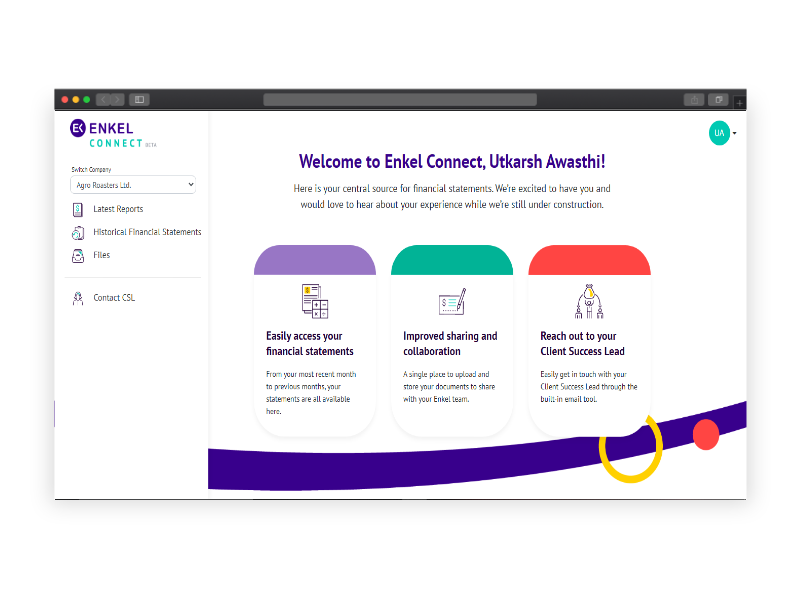 ENKEL
CONNECT BETA
Switch Company
Agro Roasters Ltd.
Latest Reports
Historical Financial Statements
Files
Contact CSL
UA
Welcome to Enkel Connect, Utkarsh Awasthi!
Here is your central source for financial statements. We're excited to have you and
would love to hear about your experience while we're still under construction.
Easily access your
financial statements
From your most recent month
to previous months, your
statements are all available
here.
Improved sharing and
collaboration
A single place to upload and
store your documents to share
with your Enkel team.
Reach out to your
Client Success Lead
Easily get in touch with your
Client Success Lead through the
built-in email tool.